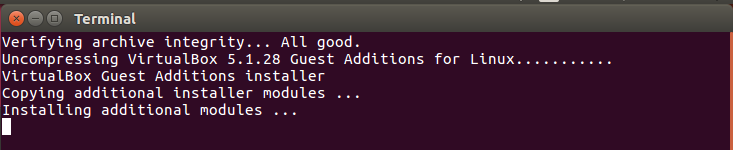 Terminal
Verifying archive integrity... All good.
Uncompressing VirtualBox 5.1.28 Guest Additions for Linux...........
VirtualBox Guest Additions installer
Copying additional installer modules ...
Installing additional modules ...